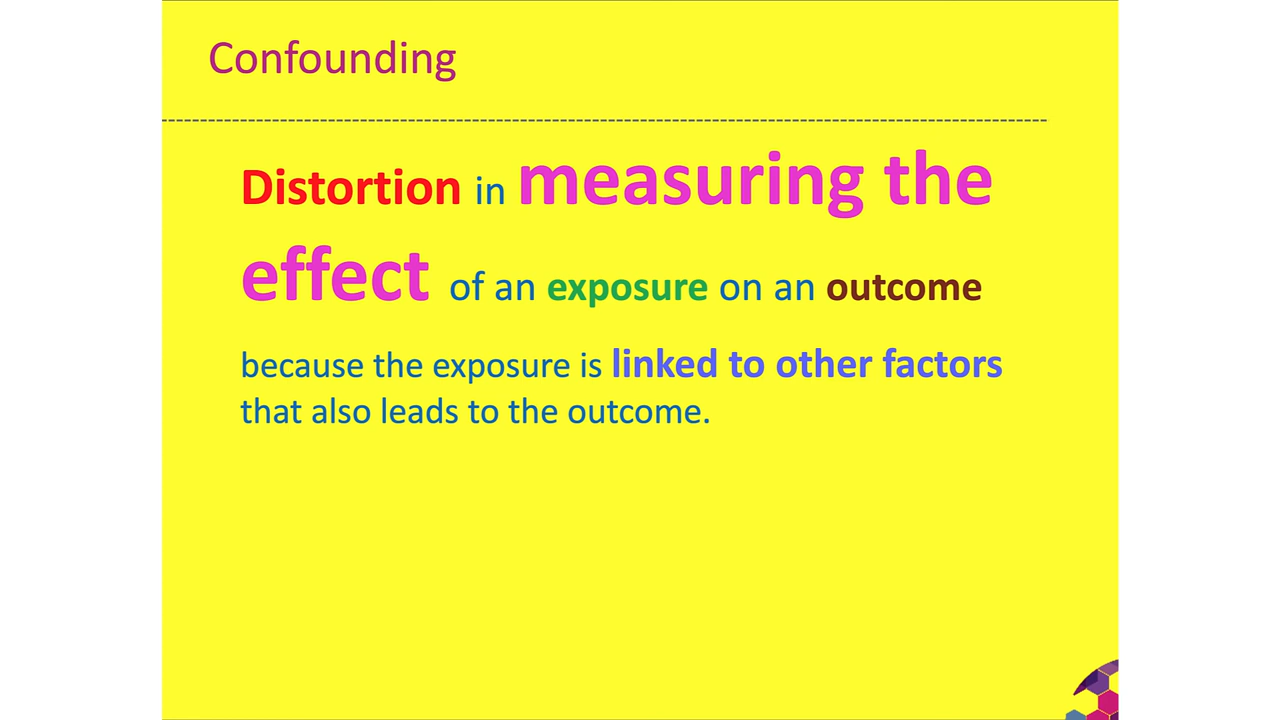 Confounding
Distortion in measuring the
effect of an exposure on an outcome
because the exposure is linked to other factors
that also leads to the outcome.